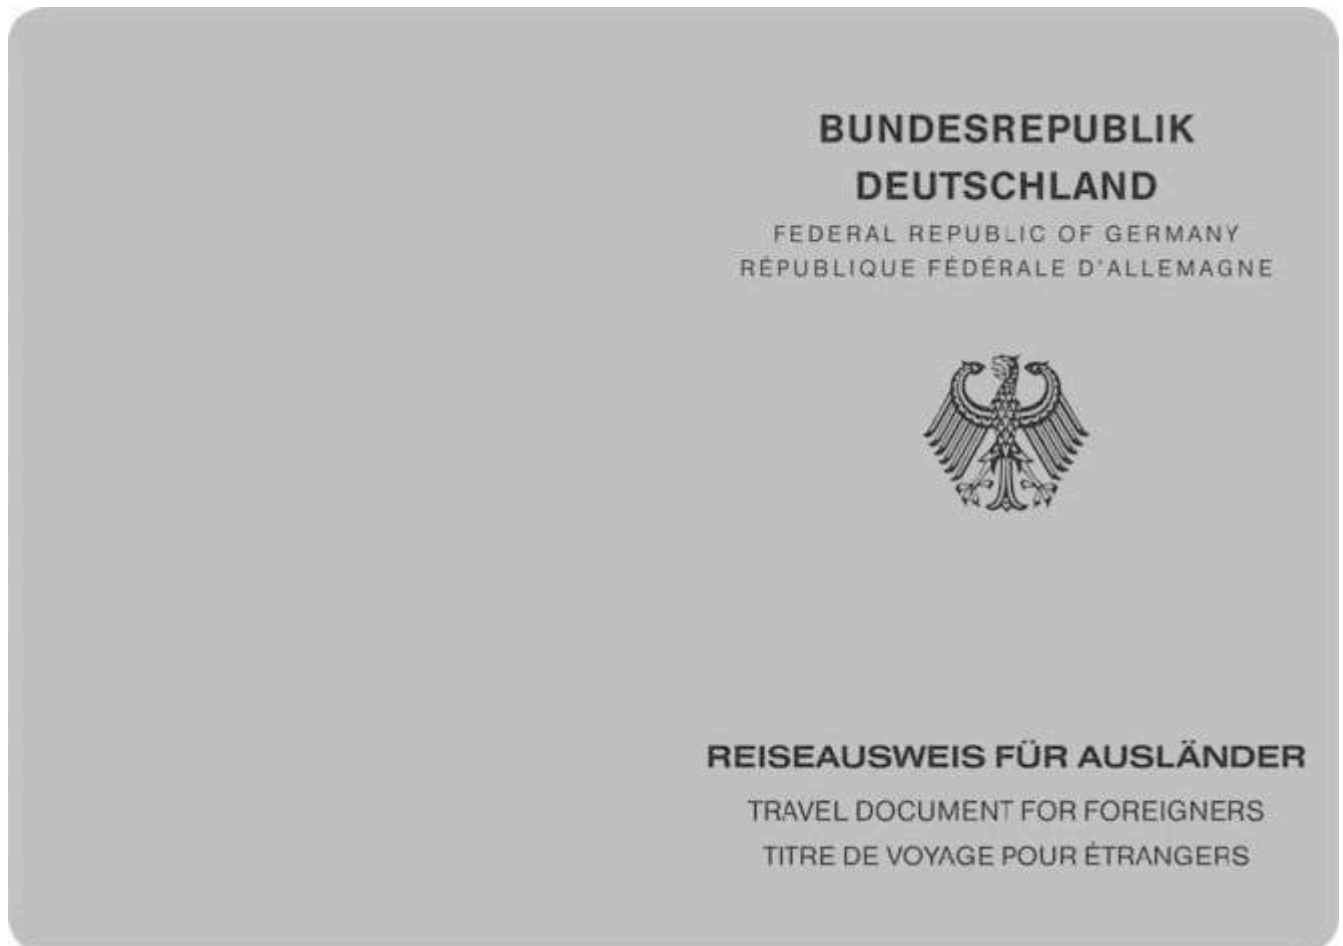 BUNDESREPUBLIK
DEUTSCHLAND
FEDERAL REPUBLIC OF GERMANY
RÉPUBLIQUE FÉDÉRALE D'ALLEMAGNE
REISEAUSWEIS FÜR AUSLÄNDER
TRAVEL DOCUMENT FOR FOREIGNERS
TITRE DE VOYAGE POUR ÉTRANGERS